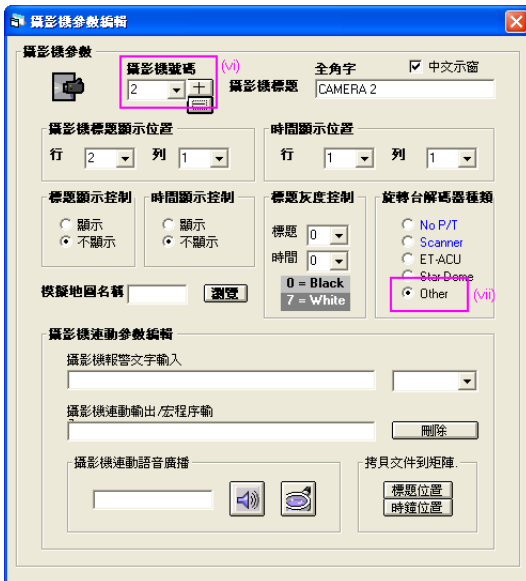 攝影機參數編輯
攝影機參數
攝影機號碼 (vi) 全角字 中文示窗
2 + 攝影機標題 CAMERA 2
攝影機標題顯示位置 時間顯示位置
行 2 列 1 行 1 列 1
標題顯示控制 時間顯示控制 標題灰度控制 旋轉台解碼器種類
顯示 顯示 標題 0 No P/T
不顯示 不顯示 時間 0 Scanner
ET-ACU
Star Dome
模擬地圖名稱 瀏覽 0 = Black Other (vii)
7 = White
攝影機連動參數編輯
攝影機報警文字輸入
攝影機連動輸出/宏程序輸
刪除
攝影機連動語音廣播 拷貝文件到矩陣.
標題位置
時鐘位置